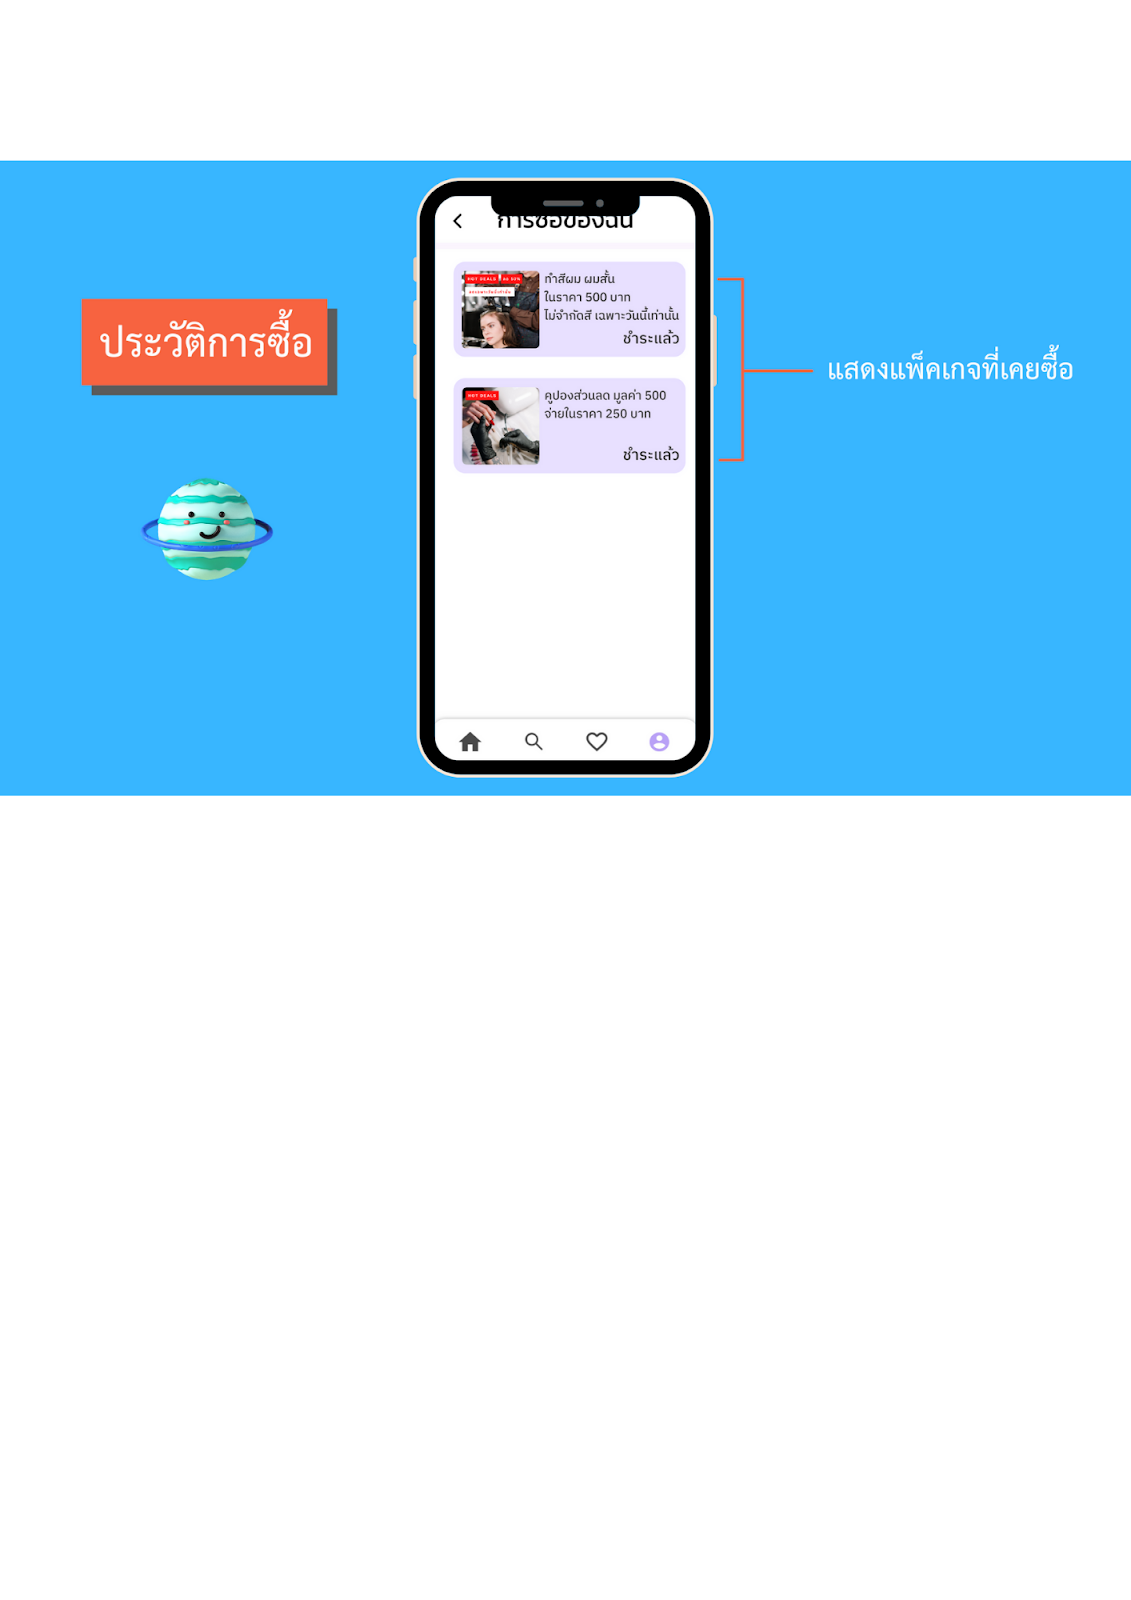 ประวัติการซื้อ
การซื้อของฉัน
HOT DEALS
ทำสีผม ผมสั้น
ในราคา 500 บาท
ไม่จำกัดสี เฉพาะวันนี้เท่านั้น
ชำระแล้ว
HOT DEALS
คูปองส่วนลด มูลค่า 500
จ่ายในราคา 250 บาท
ชำระแล้ว
แสดงแพ็คเกจที่เคยซื้อ